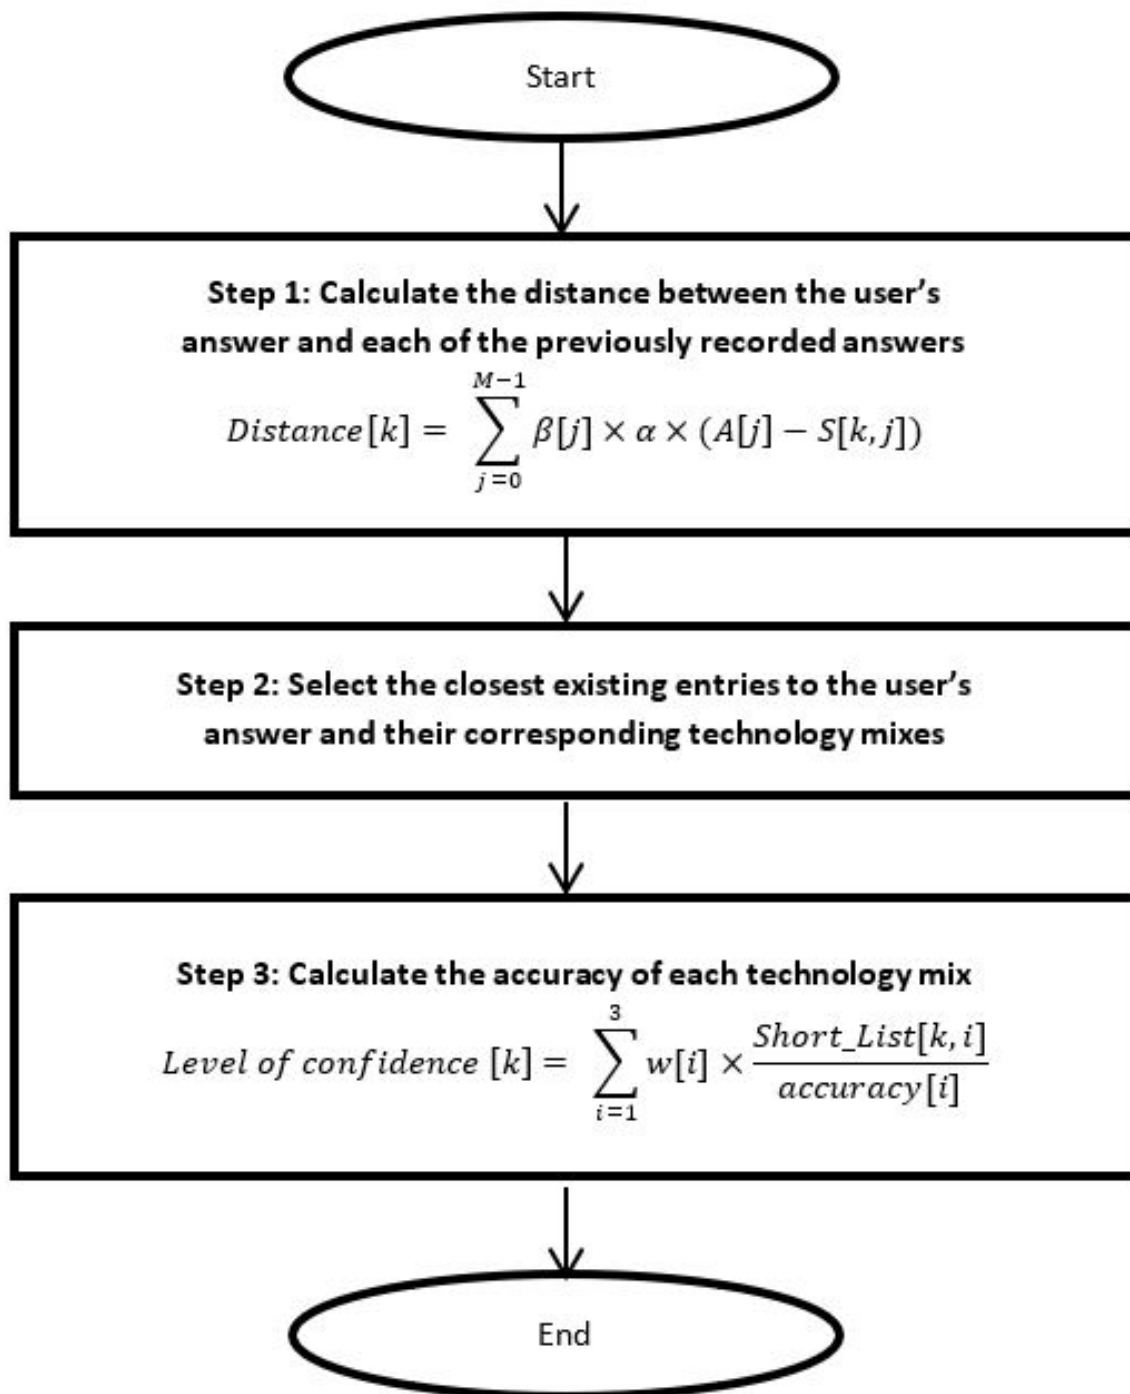 Start
Step 1: Calculate the distance between the user’s
answer and each of the previously recorded answers
Distance[k] = ∑_{j=0}^{M−1} β[j] × α × (A[j] − S[k,j])
Step 2: Select the closest existing entries to the user’s
answer and their corresponding technology mixes
Step 3: Calculate the accuracy of each technology mix
Level of confidence [k] = ∑_{i=1}^{3} w[i] × \frac{Short_List[k,i]}{accuracy[i]}
End